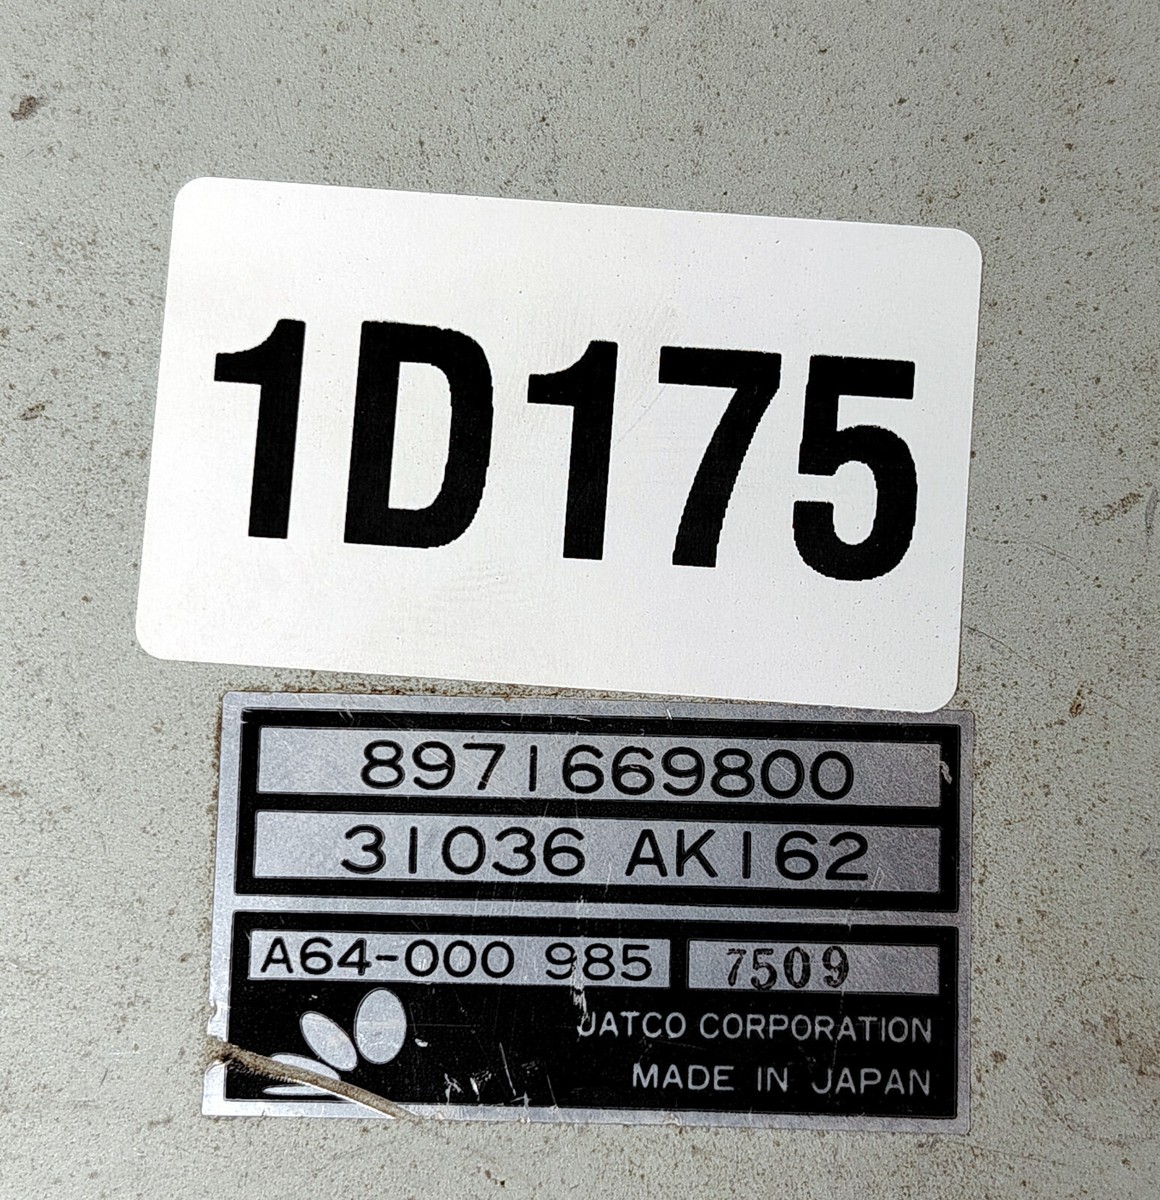 1D175
8971669800
31036 AK162
A64-000 985 7509
JATCO CORPORATION
MADE IN JAPAN